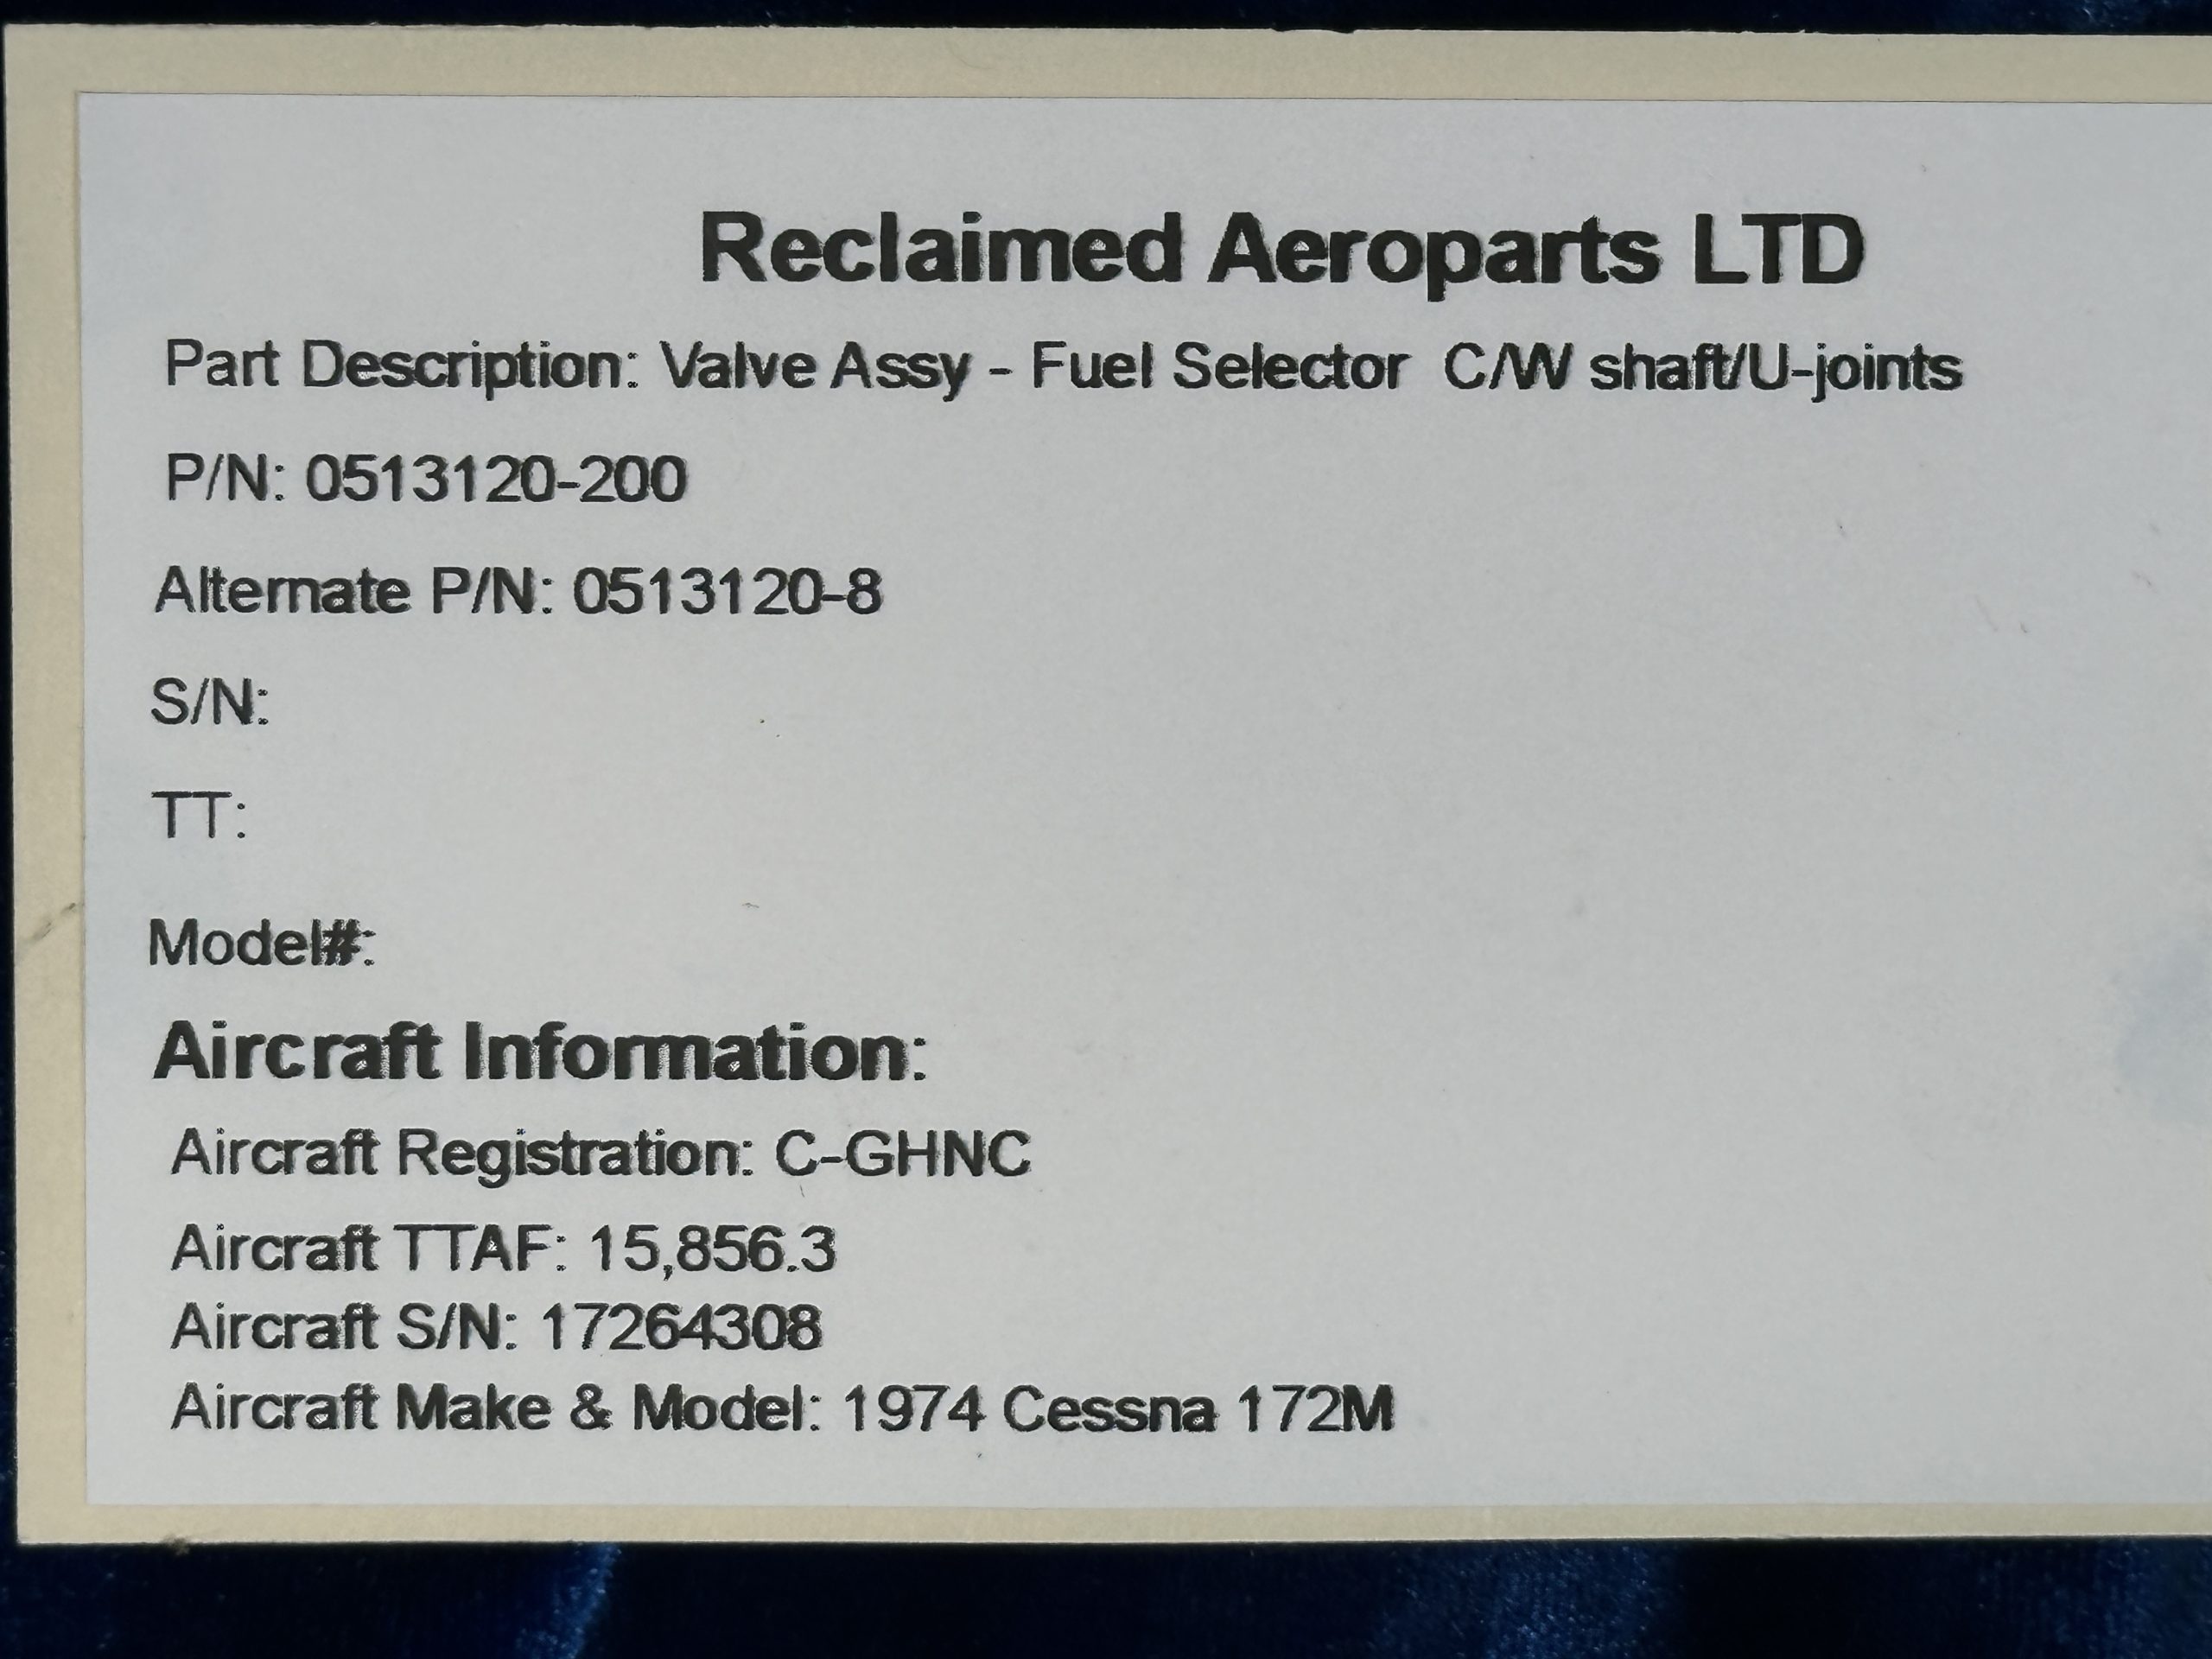 Reclaimed Aeroparts LTD
Part Description: Valve Assy - Fuel Selector C/W shaft/U-joints
P/N: 0513120-200
Alternate P/N: 0513120-8
S/N:
TT:
Model#:
Aircraft Information:
Aircraft Registration: C-GHNC
Aircraft TTAF: 15,856.3
Aircraft S/N: 17264308
Aircraft Make & Model: 1974 Cessna 172M